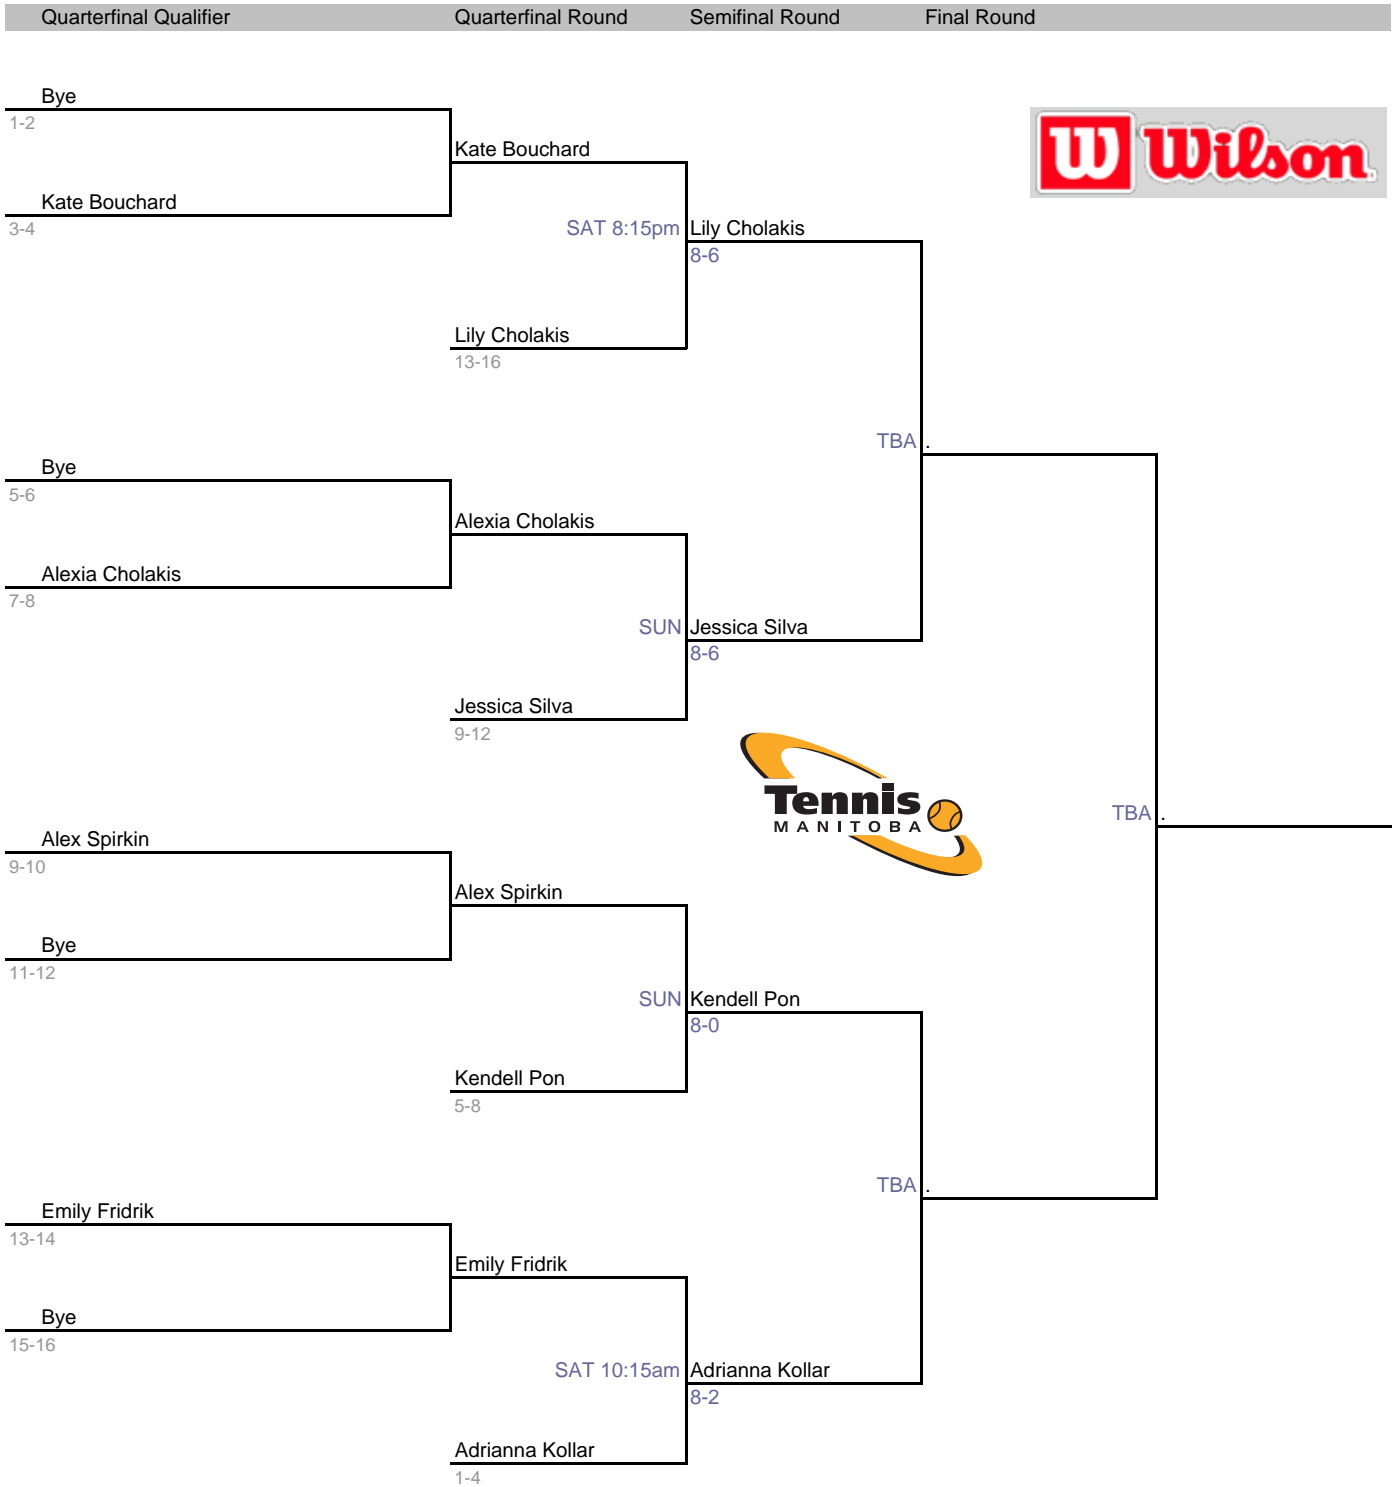 Quarterfinal Qualifier Quarterfinal Round Semifinal Round Final Round
Bye
1-2
Kate Bouchard
W Wilson
Kate Bouchard
3-4
SAT 8:15pm Lily Cholakis
8-6
Lily Cholakis
13-16
TBA .
Bye
5-6
Alexia Cholakis
Alexia Cholakis
7-8
SUN Jessica Silva
8-6
Jessica Silva
9-12
Tennis
MANITOBA
TBA .
Alex Spirkin
9-10
Alex Spirkin
Bye
11-12
SUN Kendell Pon
8-0
Kendell Pon
5-8
TBA .
Emily Fridrik
13-14
Emily Fridrik
Bye
15-16
SAT 10:15am Adrianna Kollar
8-2
Adrianna Kollar
1-4